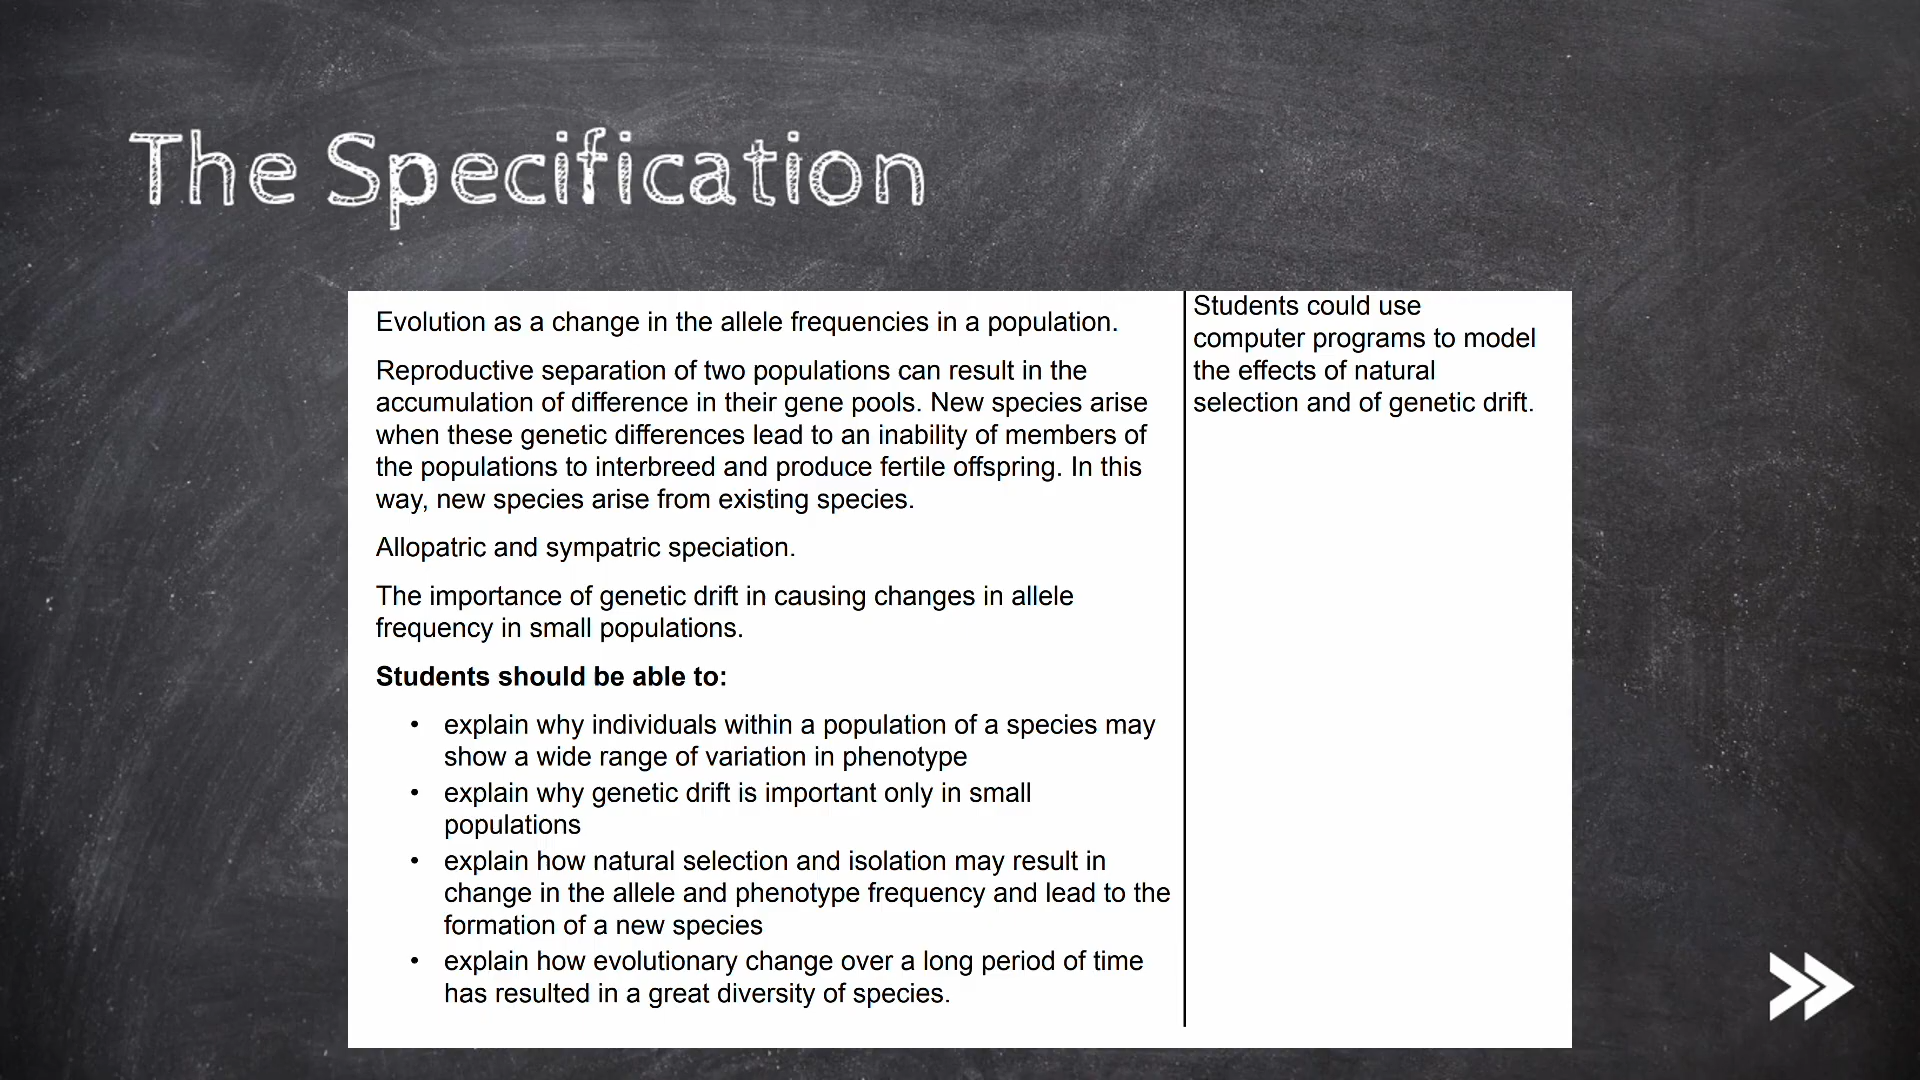 The Specification
Evolution as a change in the allele frequencies in a population.
Reproductive separation of two populations can result in the
accumulation of difference in their gene pools. New species arise
when these genetic differences lead to an inability of members of
the populations to interbreed and produce fertile offspring. In this
way, new species arise from existing species.
Allopatric and sympatric speciation.
The importance of genetic drift in causing changes in allele
frequency in small populations.
Students should be able to:
• explain why individuals within a population of a species may
show a wide range of variation in phenotype
• explain why genetic drift is important only in small
populations
• explain how natural selection and isolation may result in
change in the allele and phenotype frequency and lead to the
formation of a new species
• explain how evolutionary change over a long period of time
has resulted in a great diversity of species.
Students could use
computer programs to model
the effects of natural
selection and of genetic drift.